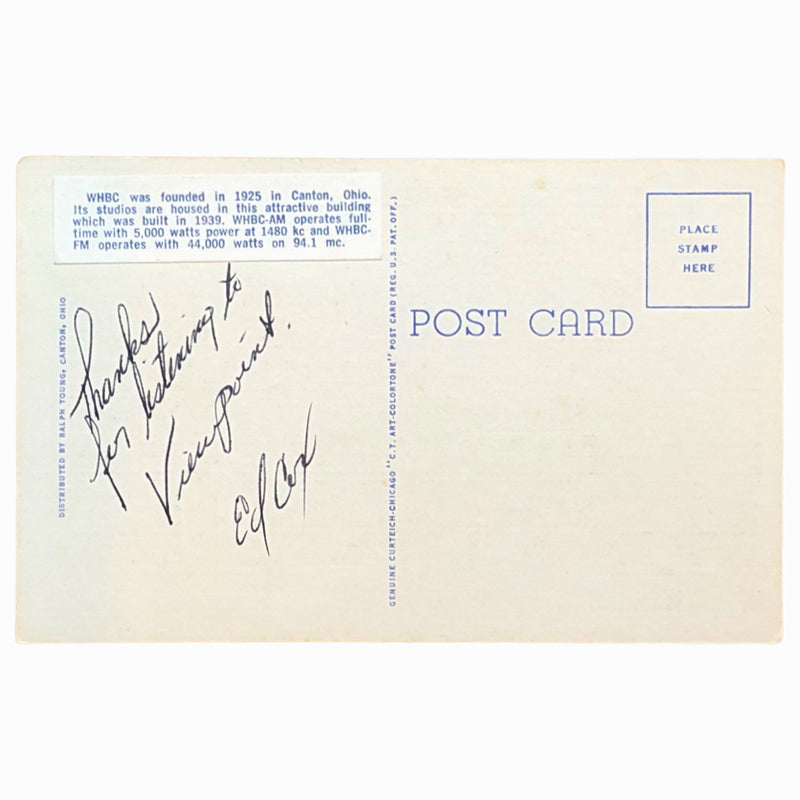 WHBC was founded in 1925 in Canton, Ohio.
Its studios are housed in this attractive building
which was built in 1939. WHBC-AM operates full-
time with 5,000 watts power at 1480 kc and WHBC-
FM operates with 44,000 watts on 94.1 mc.
Thanks
for listening to
Viewpoint.
Ed Cox
DISTRIBUTED BY RALPH YOUNG, CANTON, OHIO
GENUINE CURTEICH-CHICAGO "C.T. ART-COLORTONE" POST CARD (REG. U.S. PAT. OFF.)
POST CARD
PLACE
STAMP
HERE